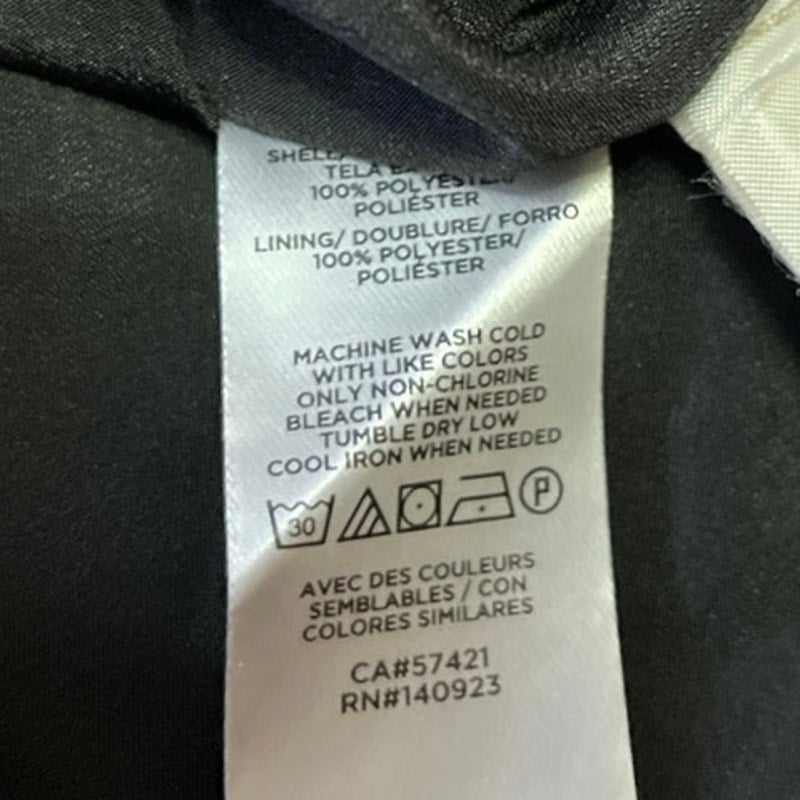 SHELL/
TELA
100% POLYESTER/
POLIÉSTER
LINING/ DOUBLURE/ FORRO
100% POLYESTER/
POLIÉSTER
MACHINE WASH COLD
WITH LIKE COLORS
ONLY NON-CHLORINE
BLEACH WHEN NEEDED
TUMBLE DRY LOW
COOL IRON WHEN NEEDED
30 P
AVEC DES COULEURS
SEMBLABLES / CON
COLORES SIMILARES
CA#57421
RN#140923